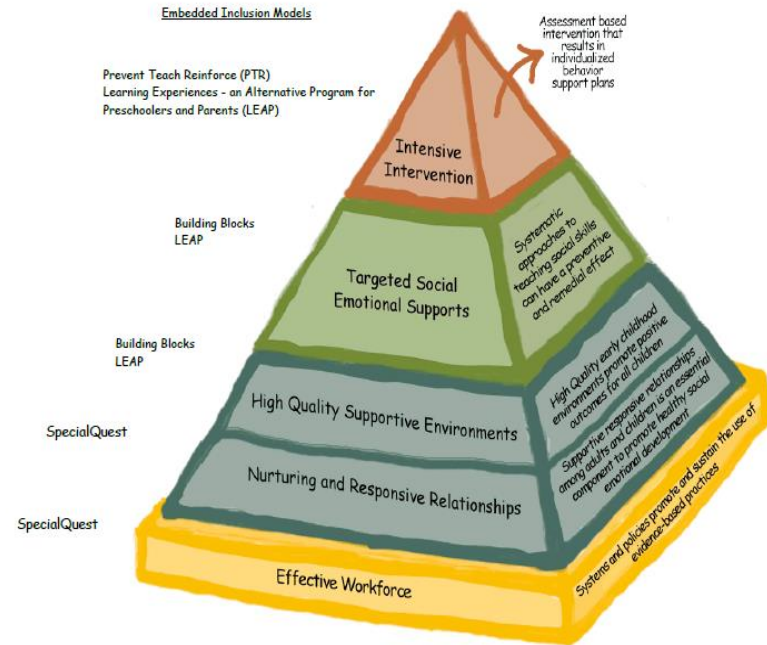 Embedded Inclusion Models
Assessment based
intervention that
results in
individualized
behavior
support plans
Prevent Teach Reinforce (PTR)
Learning Experiences - an Alternative Program for
Preschoolers and Parents (LEAP)
Intensive
Intervention
Building Blocks
LEAP
Targeted Social
Emotional Supports
Systematic
approaches to
teaching social skills
can have a preventive
and remedial effect
Building Blocks
LEAP
High Quality Supportive Environments
High Quality early childhood
environments promote positive
outcomes for all children
SpecialQuest
Nurturing and Responsive Relationships
Supportive responsive relationships
among adults and children is an essential
component to promote healthy social
emotional development
SpecialQuest
Effective Workforce
Systems and policies promote and sustain the use of
evidence-based practices